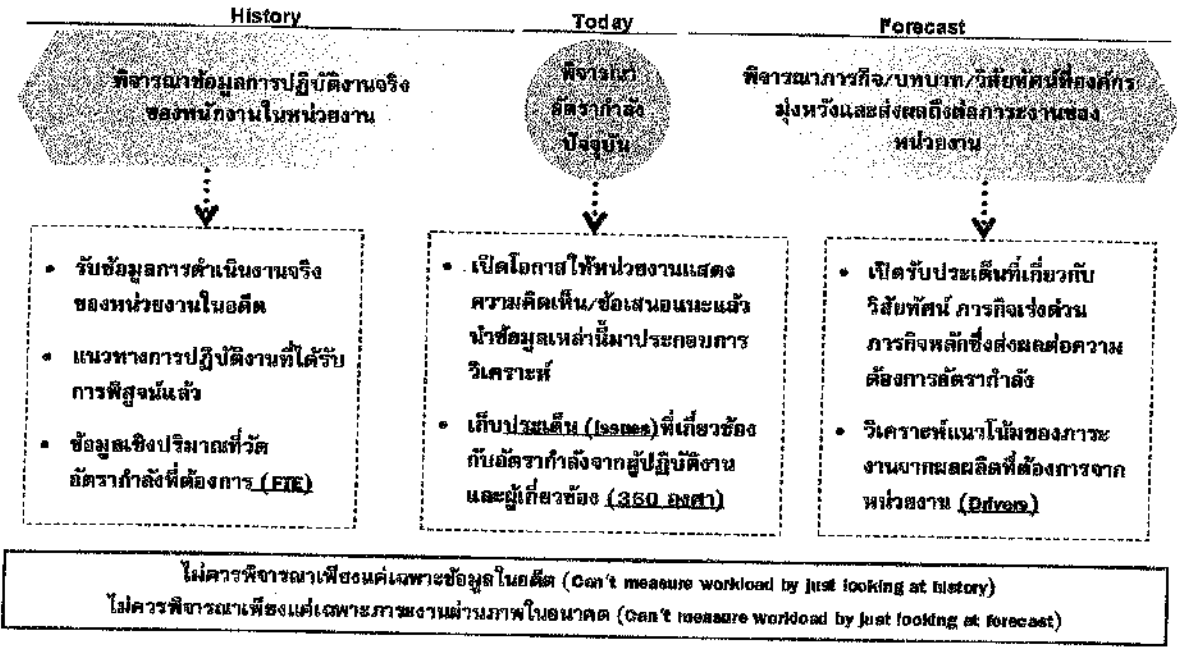 History
Today
Forecast
พิจารณาข้อมูลการปฏิบัติงานจริง
ของพนักงานในหน่วยงาน
พิจารณา
อัตรากำลัง
ปัจจุบัน
พิจารณาภารกิจ/บทบาท/วิสัยทัศน์ที่องค์กร
มุ่งหวังและส่งผลถึงต่อภาระงานของ
หน่วยงาน
• รับข้อมูลการดำเนินงานจริง
ของหน่วยงานในอดีต
• แนวทางการปฏิบัติงานที่ได้รับ
การพิสูจน์แล้ว
• ข้อมูลเชิงปริมาณที่วัด
อัตรากำลังที่ต้องการ (FTE)
• เปิดโอกาสให้หน่วยงานแสดง
ความคิดเห็น/ข้อเสนอแนะแล้ว
นำข้อมูลเหล่านี้มาประกอบการ
วิเคราะห์
• เก็บประเด็น (Issues)ที่เกี่ยวข้อง
กับอัตรากำลังจากผู้ปฏิบัติงาน
และผู้เกี่ยวข้อง (360 องศา)
• เปิดรับประเด็นที่เกี่ยวกับ
วิสัยทัศน์ ภารกิจเร่งด่วน
ภารกิจหลักซึ่งส่งผลต่อความ
ต้องการอัตรากำลัง
• วิเคราะห์แนวโน้มของภาระ
งานจากผลผลิตที่ต้องการจาก
หน่วยงาน (Drivers)
ไม่ควรพิจารณาเพียงแค่เฉพาะข้อมูลในอดีต (Can't measure workload by just looking at history)
ไม่ควรพิจารณาเพียงแค่เฉพาะภาระงานผ่านภาพในอนาคต (Can't measure workload by just looking at forecast)